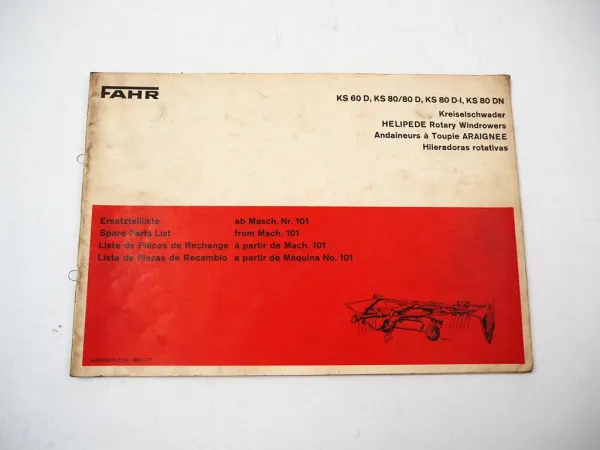 FAHR
KS 60 D, KS 80/80 D, KS 80 D-I, KS 80 DN
Kreiselschwader
HELIPEDE Rotary Windrowers
Andaineurs à Toupie ARAIGNEE
Hileradoras rotativas
Ersatzteilliste ab Masch. Nr. 101
Spare Parts List from Mach. 101
Liste de Pièces de Rechange à partir de Mach. 101
Lista de Piezas de Recambio a partir de Máquina No. 101